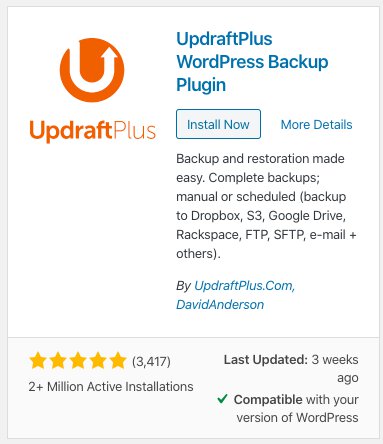 UpdraftPlus
UpdraftPlus
WordPress Backup
Plugin
Install Now
More Details
Backup and restoration made
easy. Complete backups;
manual or scheduled (backup
to Dropbox, S3, Google Drive,
Rackspace, FTP, SFTP, e-mail +
others).
By UpdraftPlus.Com,
DavidAnderson
(3,417)
2+ Million Active Installations
Last Updated: 3 weeks
ago
Compatible with your
version of WordPress